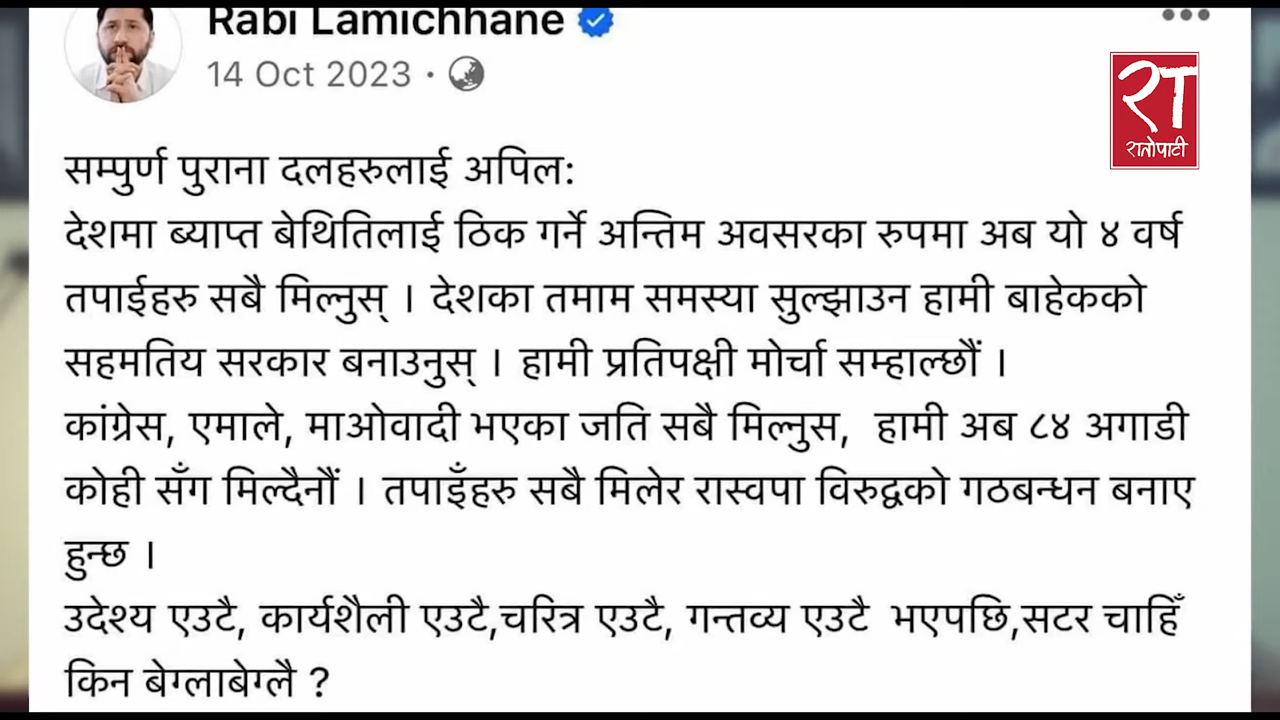 Rabi Lamichhane
14 Oct 2023 ·
रा
रातोपाटी
सम्पुर्ण पुराना दलहरुलाई अपिल:
देशमा ब्याप्त बेथितिलाई ठिक गर्ने अन्तिम अवसरका रुपमा अब यो ४ वर्ष
तपाईहरु सबै मिल्नुस् । देशका तमाम समस्या सुल्झाउन हामी बाहेकको
सहमतिय सरकार बनाउनुस् । हामी प्रतिपक्षी मोर्चा सम्हाल्छौं ।
कांग्रेस, एमाले, माओवादी भएका जति सबै मिल्नुस, हामी अब ८४ अगाडी
कोही सँग मिल्दैनौं । तपाइँहरु सबै मिलेर रास्वपा विरुद्वको गठबन्धन बनाए
हुन्छ ।
उदेश्य एउटै, कार्यशैली एउटै,चरित्र एउटै, गन्तव्य एउटै भएपछि,सटर चाहिँ
किन बेग्लाबेग्लै ?